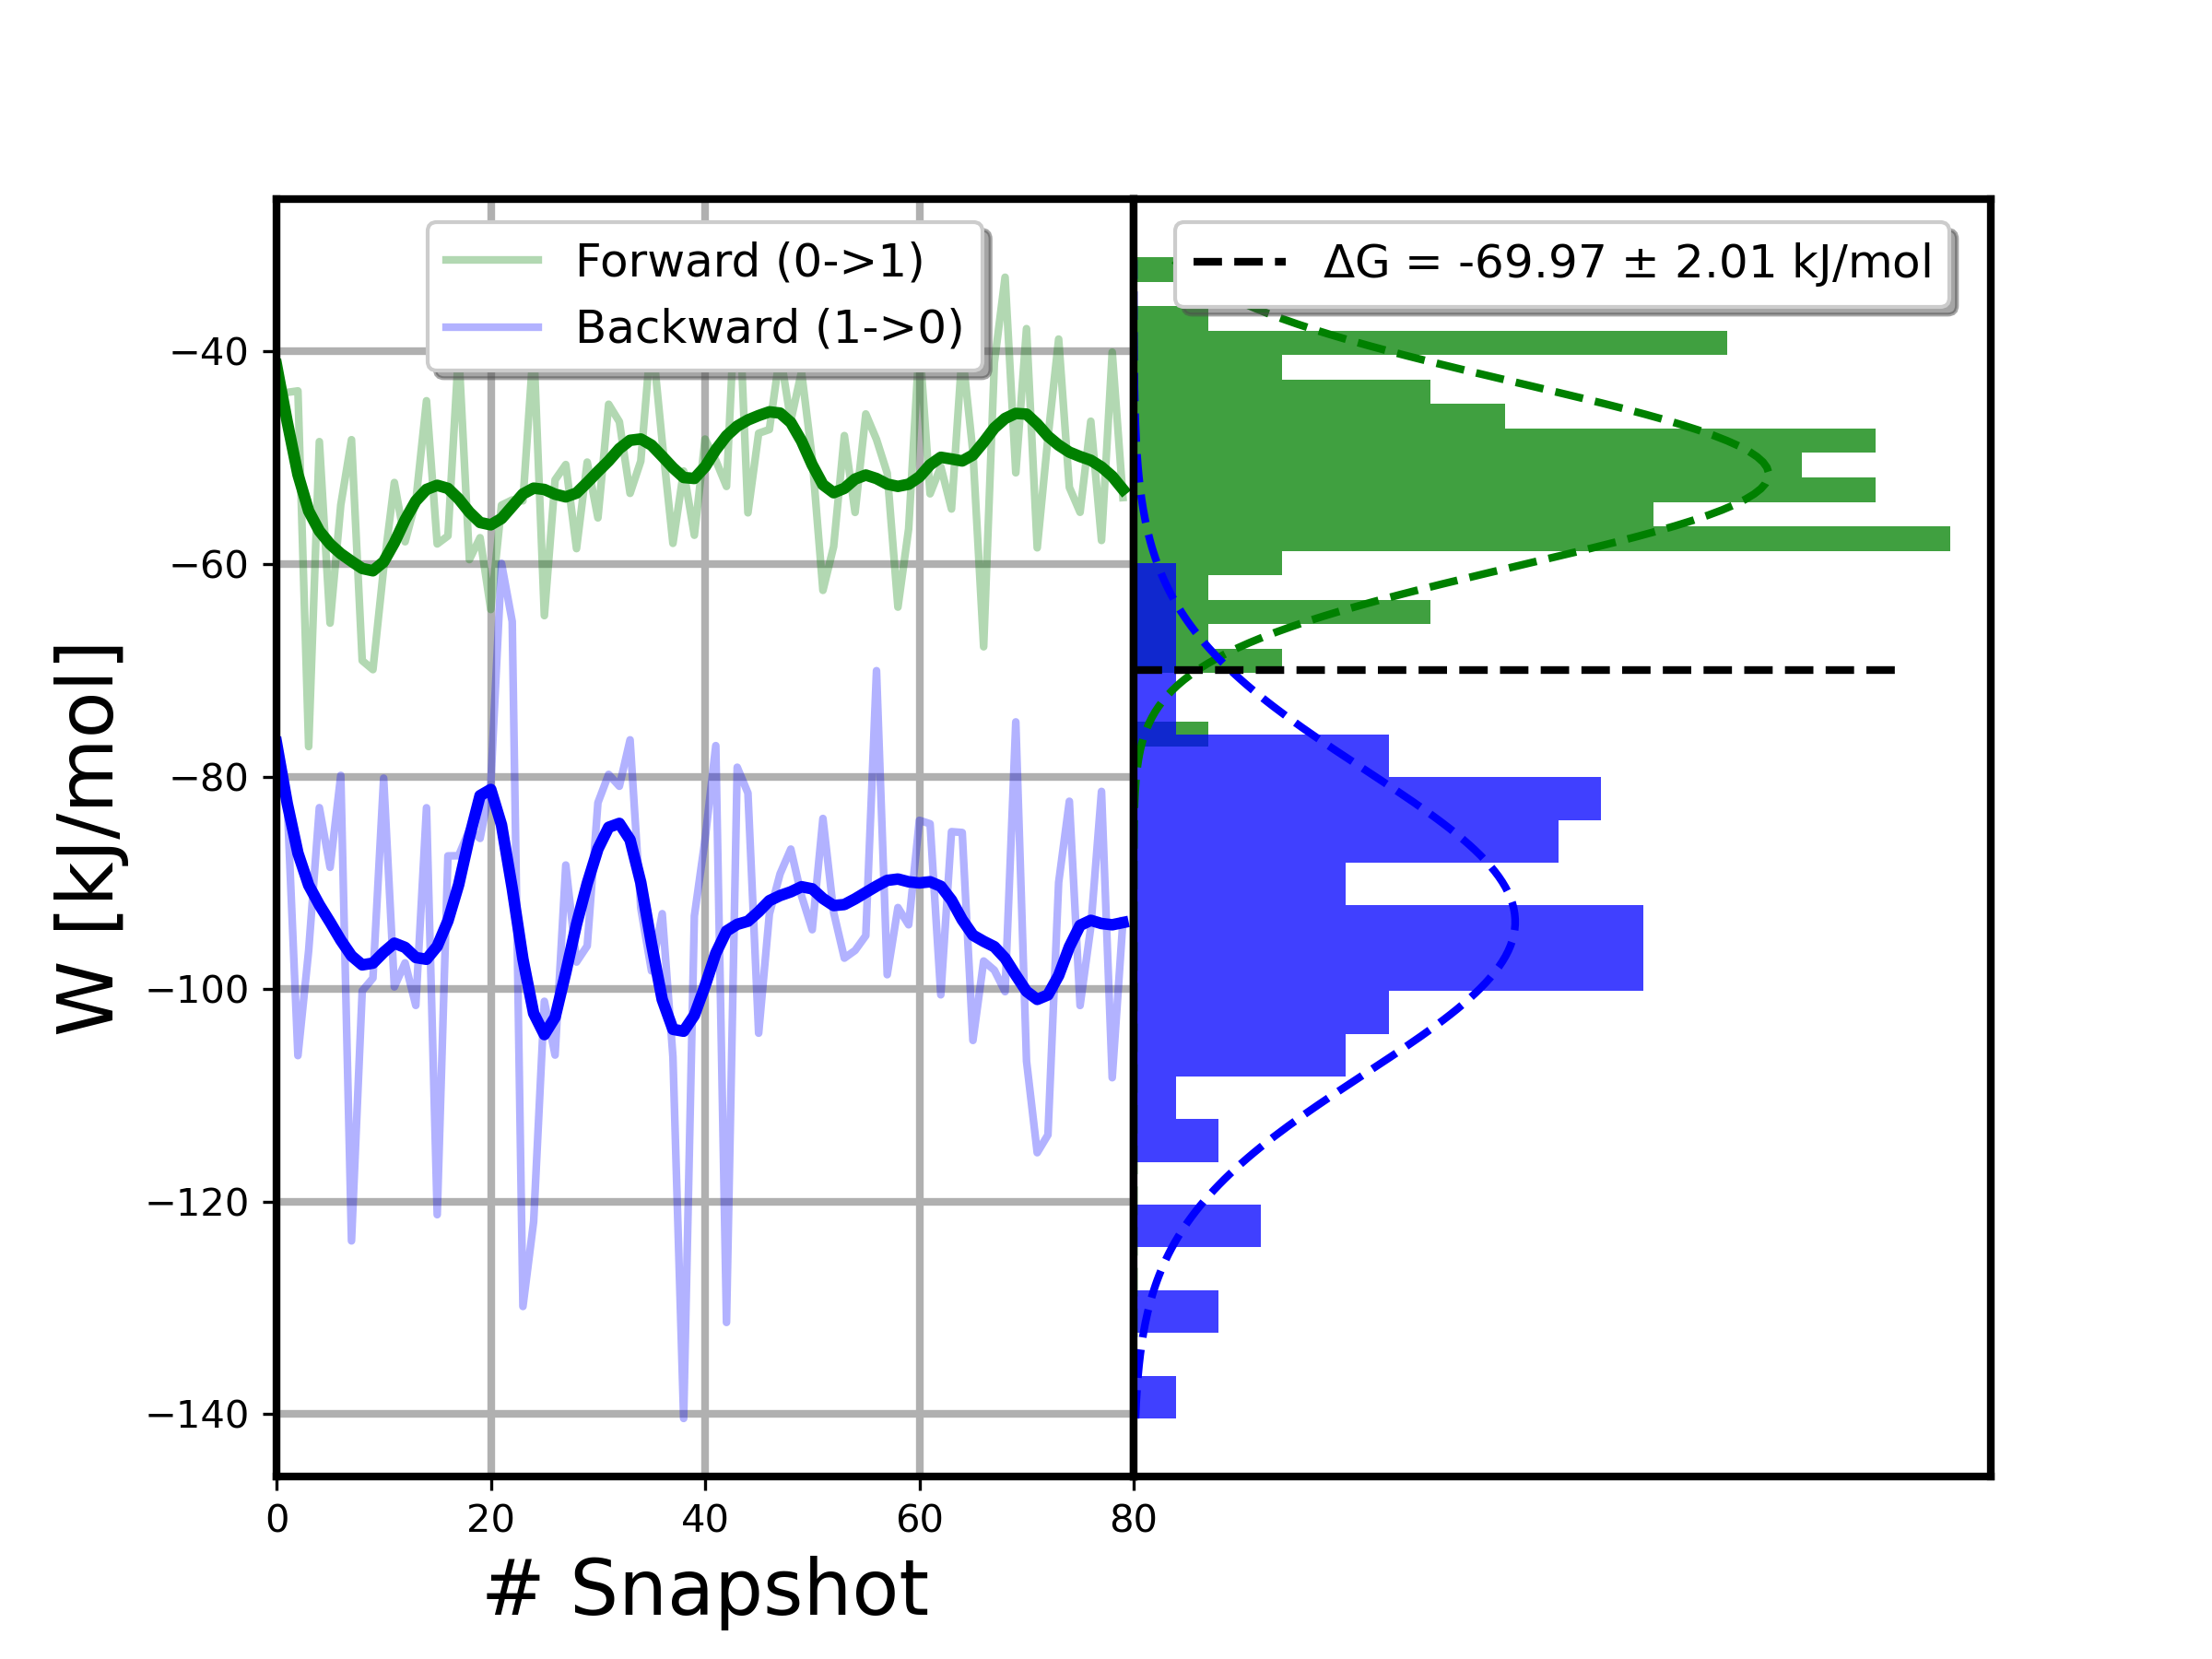 Forward (0->1)
Backward (1->0)
ΔG = -69.97 ± 2.01 kJ/mol
W [kJ/mol]
−40
−60
−80
−100
−120
−140
0 20 40 60 80
# Snapshot